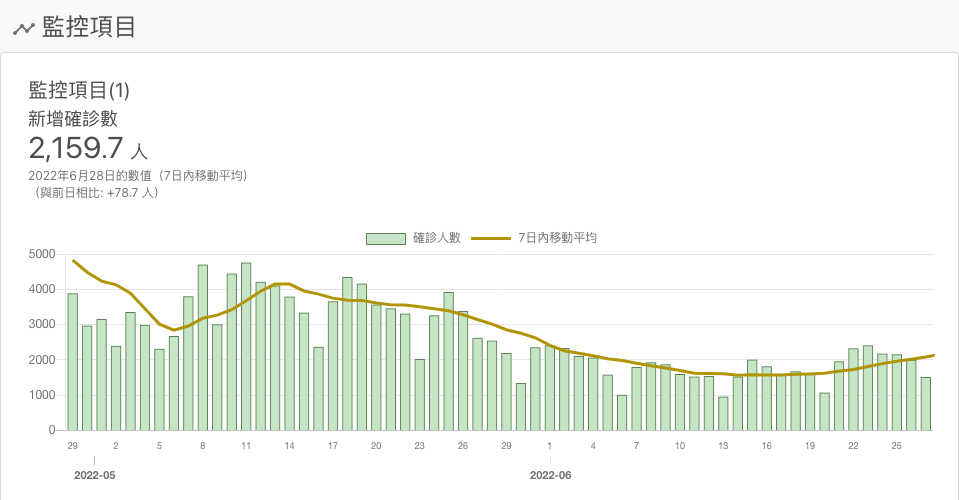 監控項目
監控項目(1)
新增確診數
2,159.7 人
2022年6月28日的數值（7日內移動平均）
（與前日相比: +78.7 人）
確診人數 7日內移動平均
5000
4000
3000
2000
1000
0
29 2 5 8 11 14 17 20 23 26 29 1 4 7 10 13 16 19 22 25
2022-05 2022-06